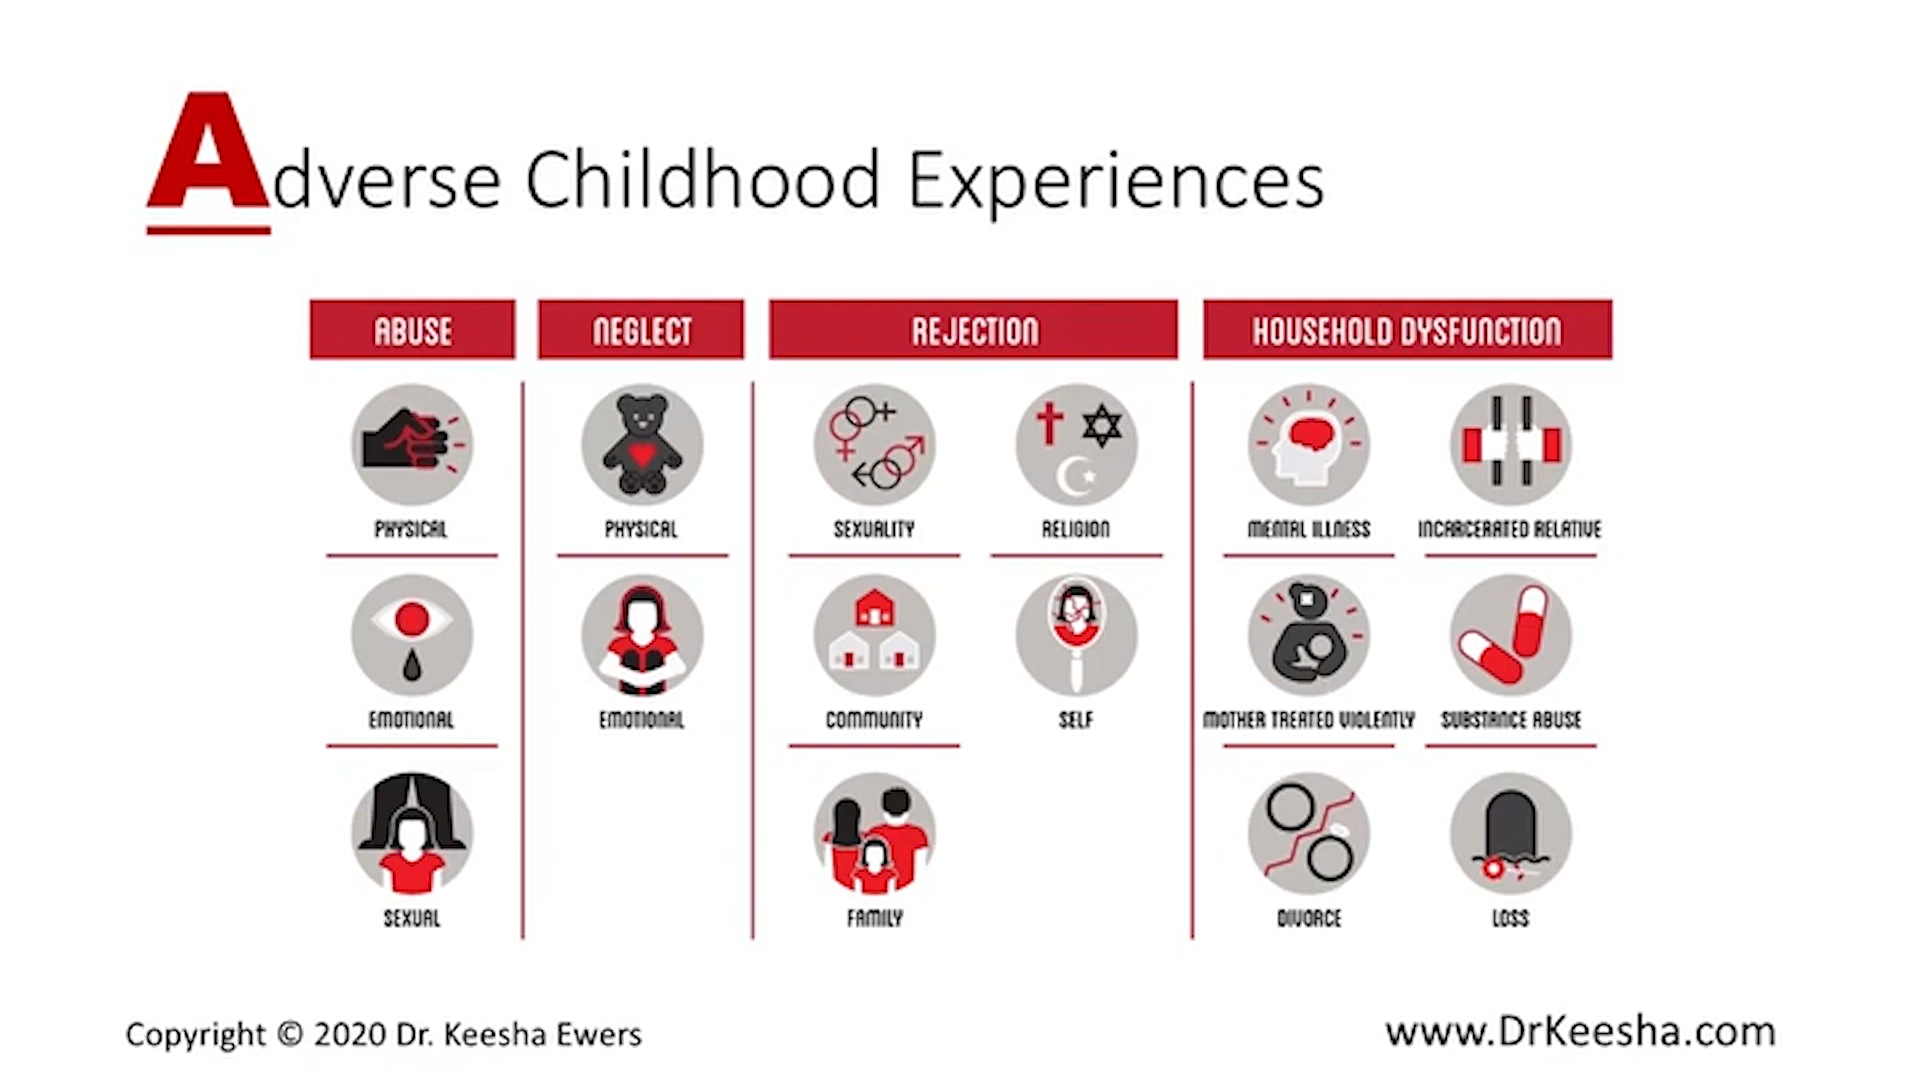 Adverse Childhood Experiences
ABUSE
NEGLECT
REJECTION
HOUSEHOLD DYSFUNCTION
PHYSICAL
PHYSICAL
SEXUALITY
RELIGION
MENTAL ILLNESS
INCARCERATED RELATIVE
EMOTIONAL
EMOTIONAL
COMMUNITY
SELF
MOTHER TREATED VIOLENTLY
SUBSTANCE ABUSE
SEXUAL
FAMILY
DIVORCE
LOSS
Copyright © 2020 Dr. Keesha Ewers
www.DrKeesha.com